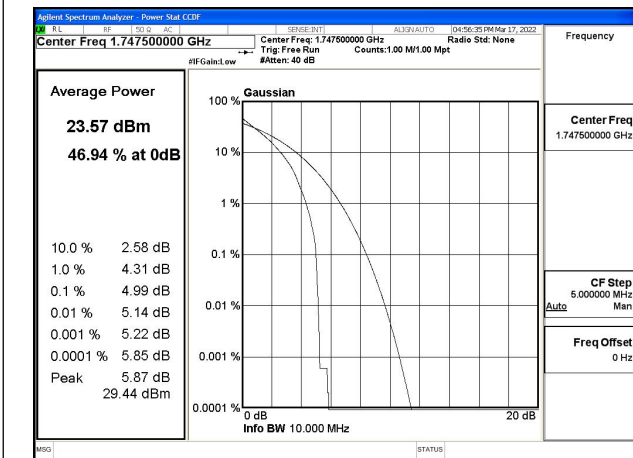 Agilent Spectrum Analyzer - Power Stat CCDF
RL RF 50 Ω AC SENSE:INT ALIGN AUTO 04:56:35 PM Mar 17, 2022
Center Freq 1.747500000 GHz
Center Freq: 1.747500000 GHz Radio Std: None
Trig: Free Run Counts:1.00 M/1.00 Mpt
#IFGain:Low #Atten: 40 dB
Frequency
Average Power
23.57 dBm
46.94 % at 0dB
10.0 % 2.58 dB
1.0 % 4.31 dB
0.1 % 4.99 dB
0.01 % 5.14 dB
0.001 % 5.22 dB
0.0001 % 5.85 dB
Peak 5.87 dB
29.44 dBm
Gaussian
100 %
10 %
1 %
0.1 %
0.01 %
0.001 %
0.0001 %
0 dB 20 dB
Info BW 10.000 MHz
Center Freq
1.747500000 GHz
CF Step
5.000000 MHz
Auto Man
Freq Offset
0 Hz
MSG STATUS